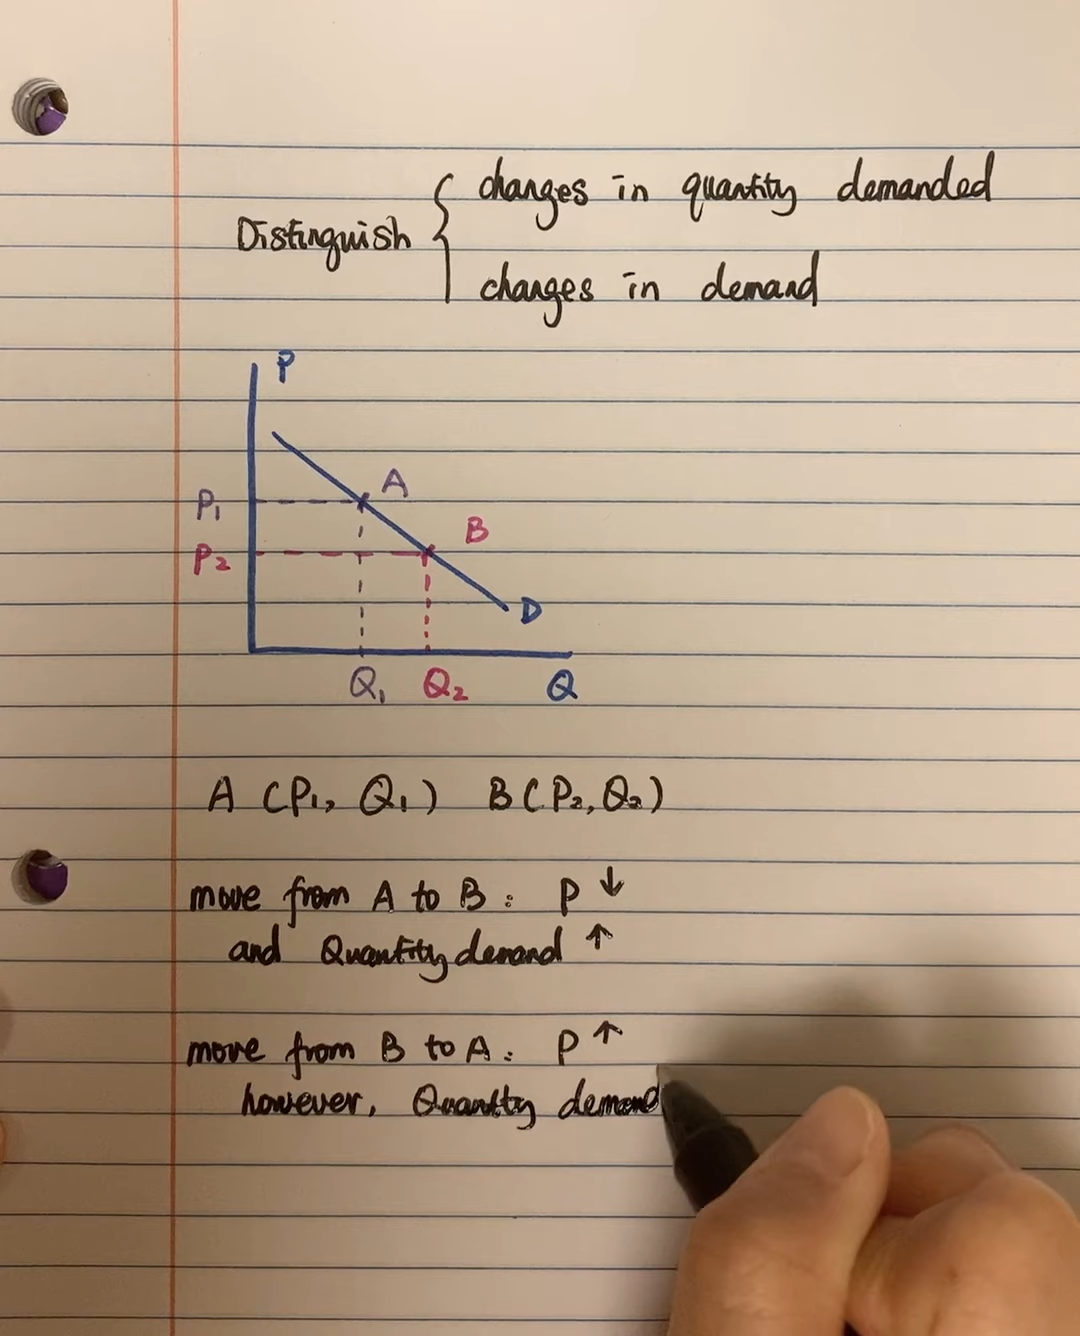 Distinguish { changes in quantity demanded
changes in demand
P
A
P₁
B
P₂
D
Q₁ Q₂ Q
A (P₁, Q₁) B (P₂, Q₂)
move from A to B : P ↓
and Quantity demand ↑
move from B to A : P ↑
however, Quantity demand